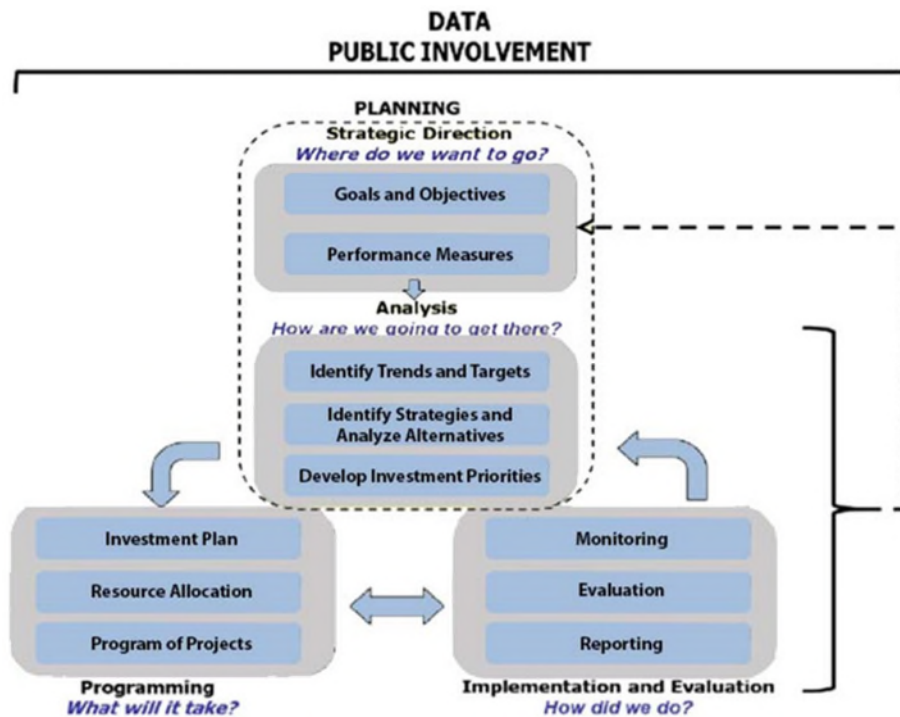 DATA
PUBLIC INVOLVEMENT
PLANNING
Strategic Direction
Where do we want to go?
Goals and Objectives
Performance Measures
Analysis
How are we going to get there?
Identify Trends and Targets
Identify Strategies and
Analyze Alternatives
Develop Investment Priorities
Investment Plan
Resource Allocation
Program of Projects
Programming
What will it take?
Monitoring
Evaluation
Reporting
Implementation and Evaluation
How did we do?